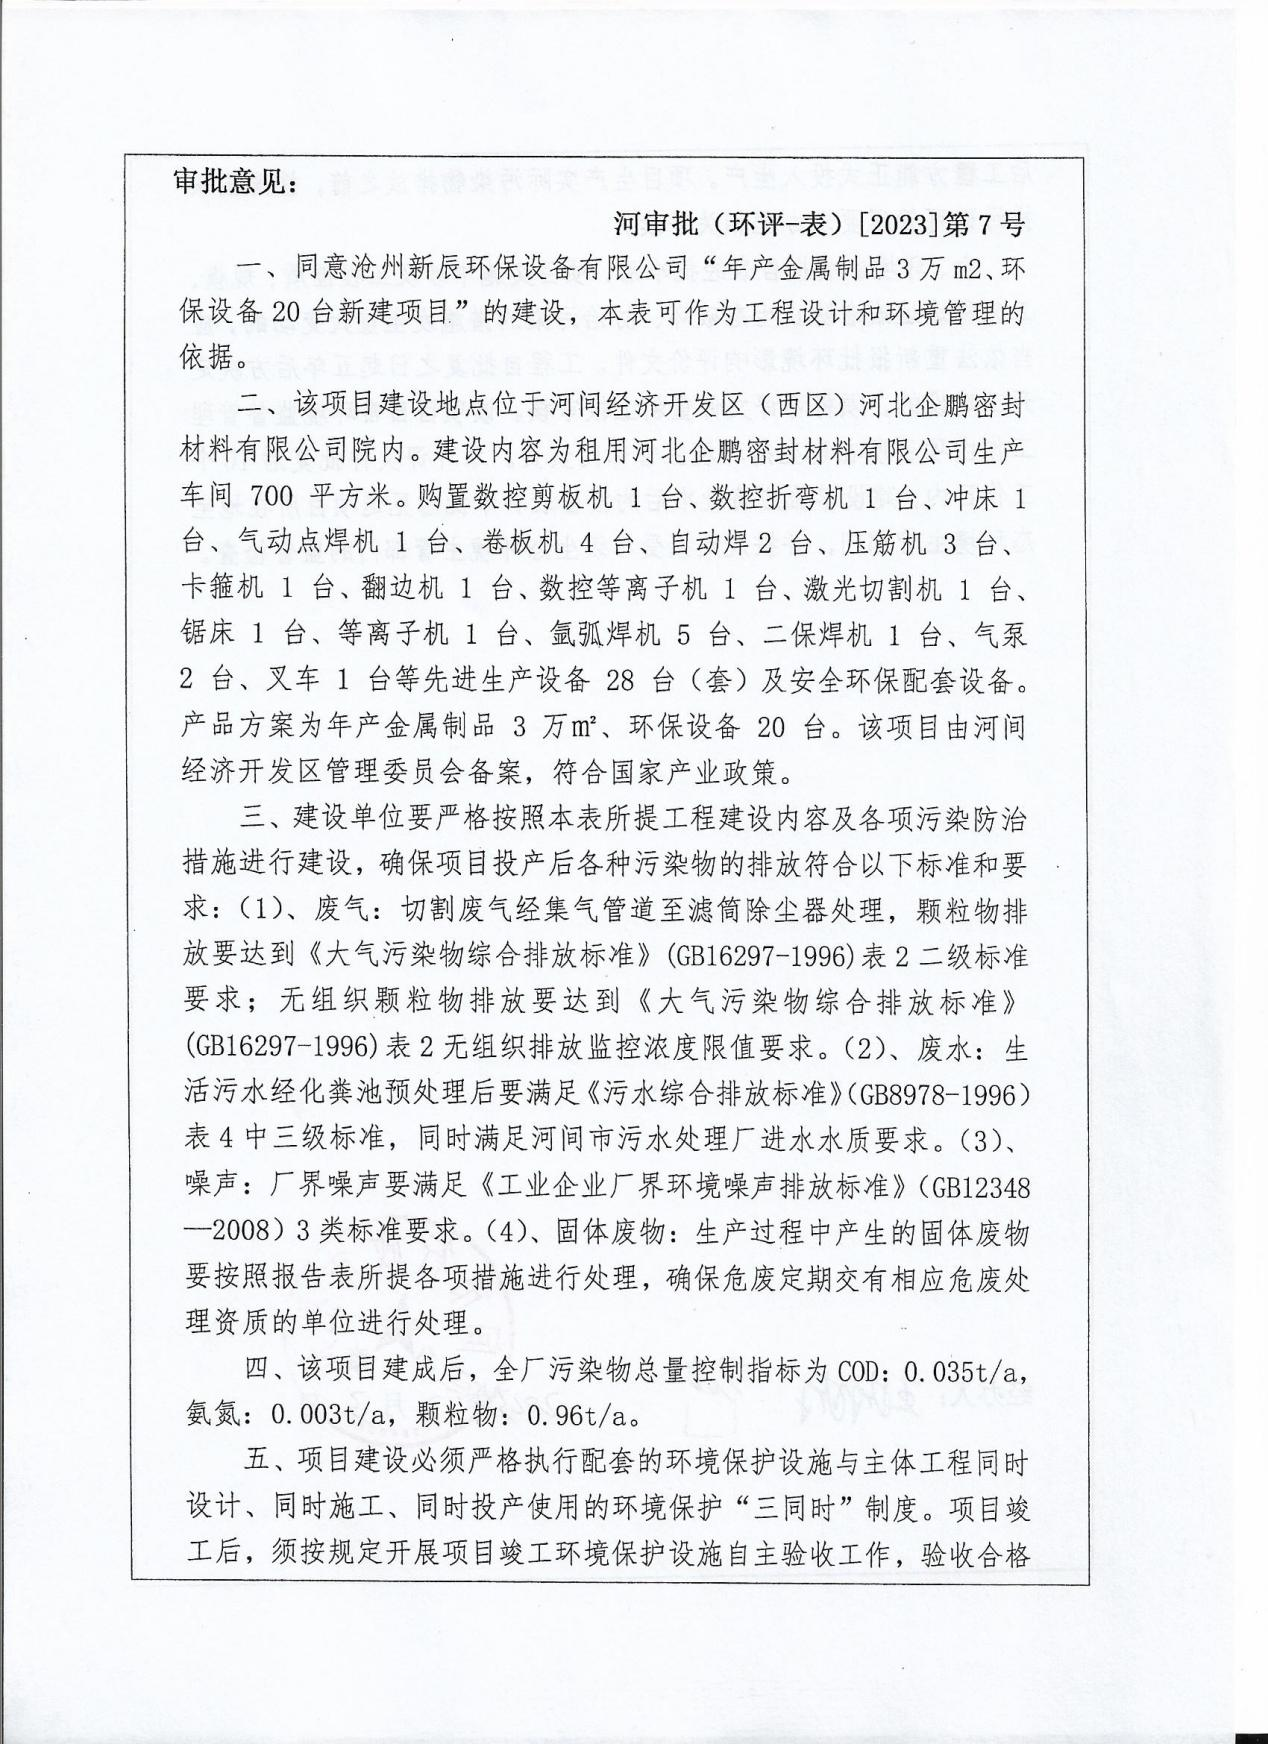 审批意见：
河审批（环评-表）[2023]第 7 号
一、同意沧州新辰环保设备有限公司“年产金属制品 3 万 m2、环
保设备 20 台新建项目”的建设，本表可作为工程设计和环境管理的
依据。
二、该项目建设地点位于河间经济开发区（西区）河北企鹏密封
材料有限公司院内。建设内容为租用河北企鹏密封材料有限公司生产
车间 700 平方米。购置数控剪板机 1 台、数控折弯机 1 台、冲床 1
台、气动点焊机 1 台、卷板机 4 台、自动焊 2 台、压筋机 3 台、
卡箍机 1 台、翻边机 1 台、数控等离子机 1 台、激光切割机 1 台、
锯床 1 台、等离子机 1 台、氩弧焊机 5 台、二保焊机 1 台、气泵
2 台、叉车 1 台等先进生产设备 28 台（套）及安全环保配套设备。
产品方案为年产金属制品 3 万㎡、环保设备 20 台。该项目由河间
经济开发区管理委员会备案，符合国家产业政策。
三、建设单位要严格按照本表所提工程建设内容及各项污染防治
措施进行建设，确保项目投产后各种污染物的排放符合以下标准和要
求：（1）、废气：切割废气经集气管道至滤筒除尘器处理，颗粒物排
放要达到《大气污染物综合排放标准》(GB16297-1996)表 2 二级标准
要求；无组织颗粒物排放要达到《大气污染物综合排放标准》
(GB16297-1996)表 2 无组织排放监控浓度限值要求。（2）、废水：生
活污水经化粪池预处理后要满足《污水综合排放标准》（GB8978-1996）
表 4 中三级标准，同时满足河间市污水处理厂进水水质要求。（3）、
噪声：厂界噪声要满足《工业企业厂界环境噪声排放标准》（GB12348
—2008）3 类标准要求。（4）、固体废物：生产过程中产生的固体废物
要按照报告表所提各项措施进行处理，确保危废定期交有相应危废处
理资质的单位进行处理。
四、该项目建成后，全厂污染物总量控制指标为 COD：0.035t/a，
氨氮：0.003t/a，颗粒物：0.96t/a。
五、项目建设必须严格执行配套的环境保护设施与主体工程同时
设计、同时施工、同时投产使用的环境保护“三同时”制度。项目竣
工后，须按规定开展项目竣工环境保护设施自主验收工作，验收合格